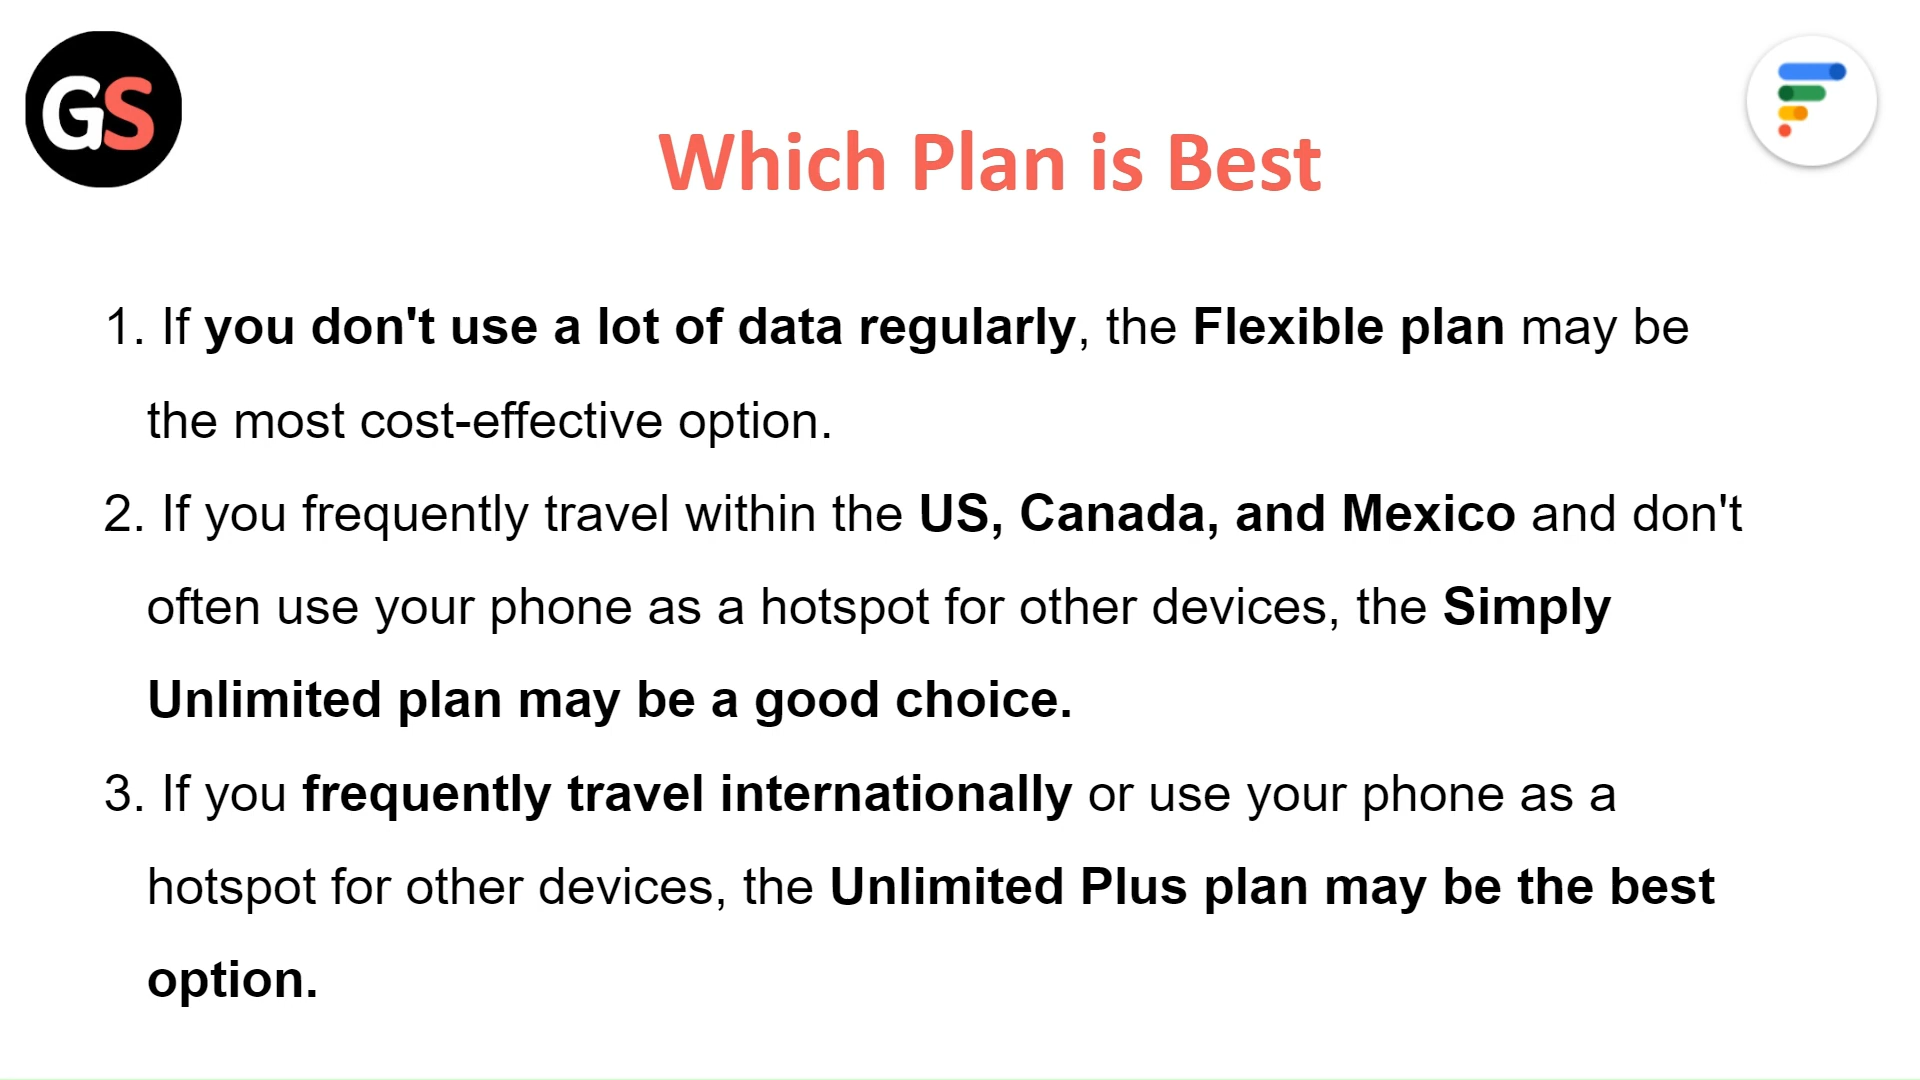 GS
Which Plan is Best
1. If you don't use a lot of data regularly, the Flexible plan may be
the most cost-effective option.
2. If you frequently travel within the US, Canada, and Mexico and don't
often use your phone as a hotspot for other devices, the Simply
Unlimited plan may be a good choice.
3. If you frequently travel internationally or use your phone as a
hotspot for other devices, the Unlimited Plus plan may be the best
option.